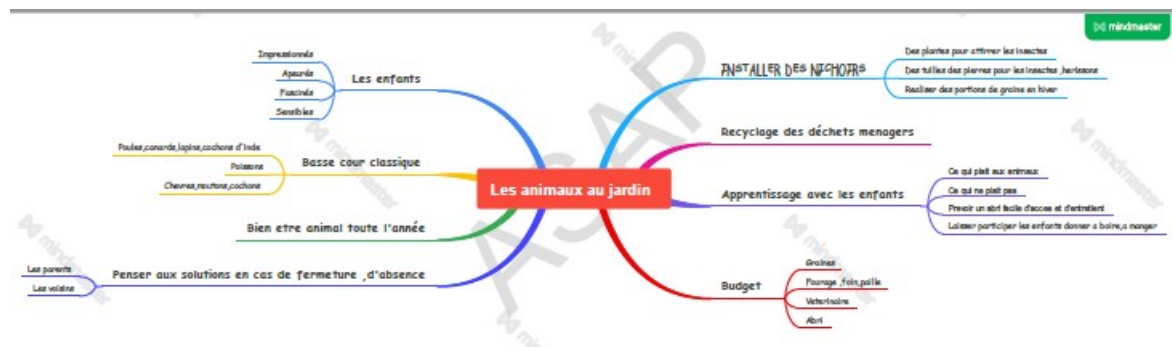 mindmaster
Impressionnés
Apeurés
Fascinés
Sensibles
Les enfants
Poules,canards,lapins,cochons d'inde
Poissons
Chevres,moutons,cochons
Basse cour classique
Bien etre animal toute l'année
Les parents
Les voisins
Penser aux solutions en cas de fermeture ,d'absence
Les animaux au jardin
INSTALLER DES NICHOIRS
Des plantes pour attirrer les insectes
Des tuilles des pierres pour les insectes ,herissons
Realiser des portions de graine en hiver
Recyclage des déchets menagers
Apprentissage avec les enfants
Ce qui plait aux animaux
Ce qui ne plait pas
Prevoir un abri facile d'acces et d'entretient
Laisser participer les enfants donner a boire,a manger
Budget
Graines
Fourage ,foin,paille
Veterinaire
Abri
ASAP